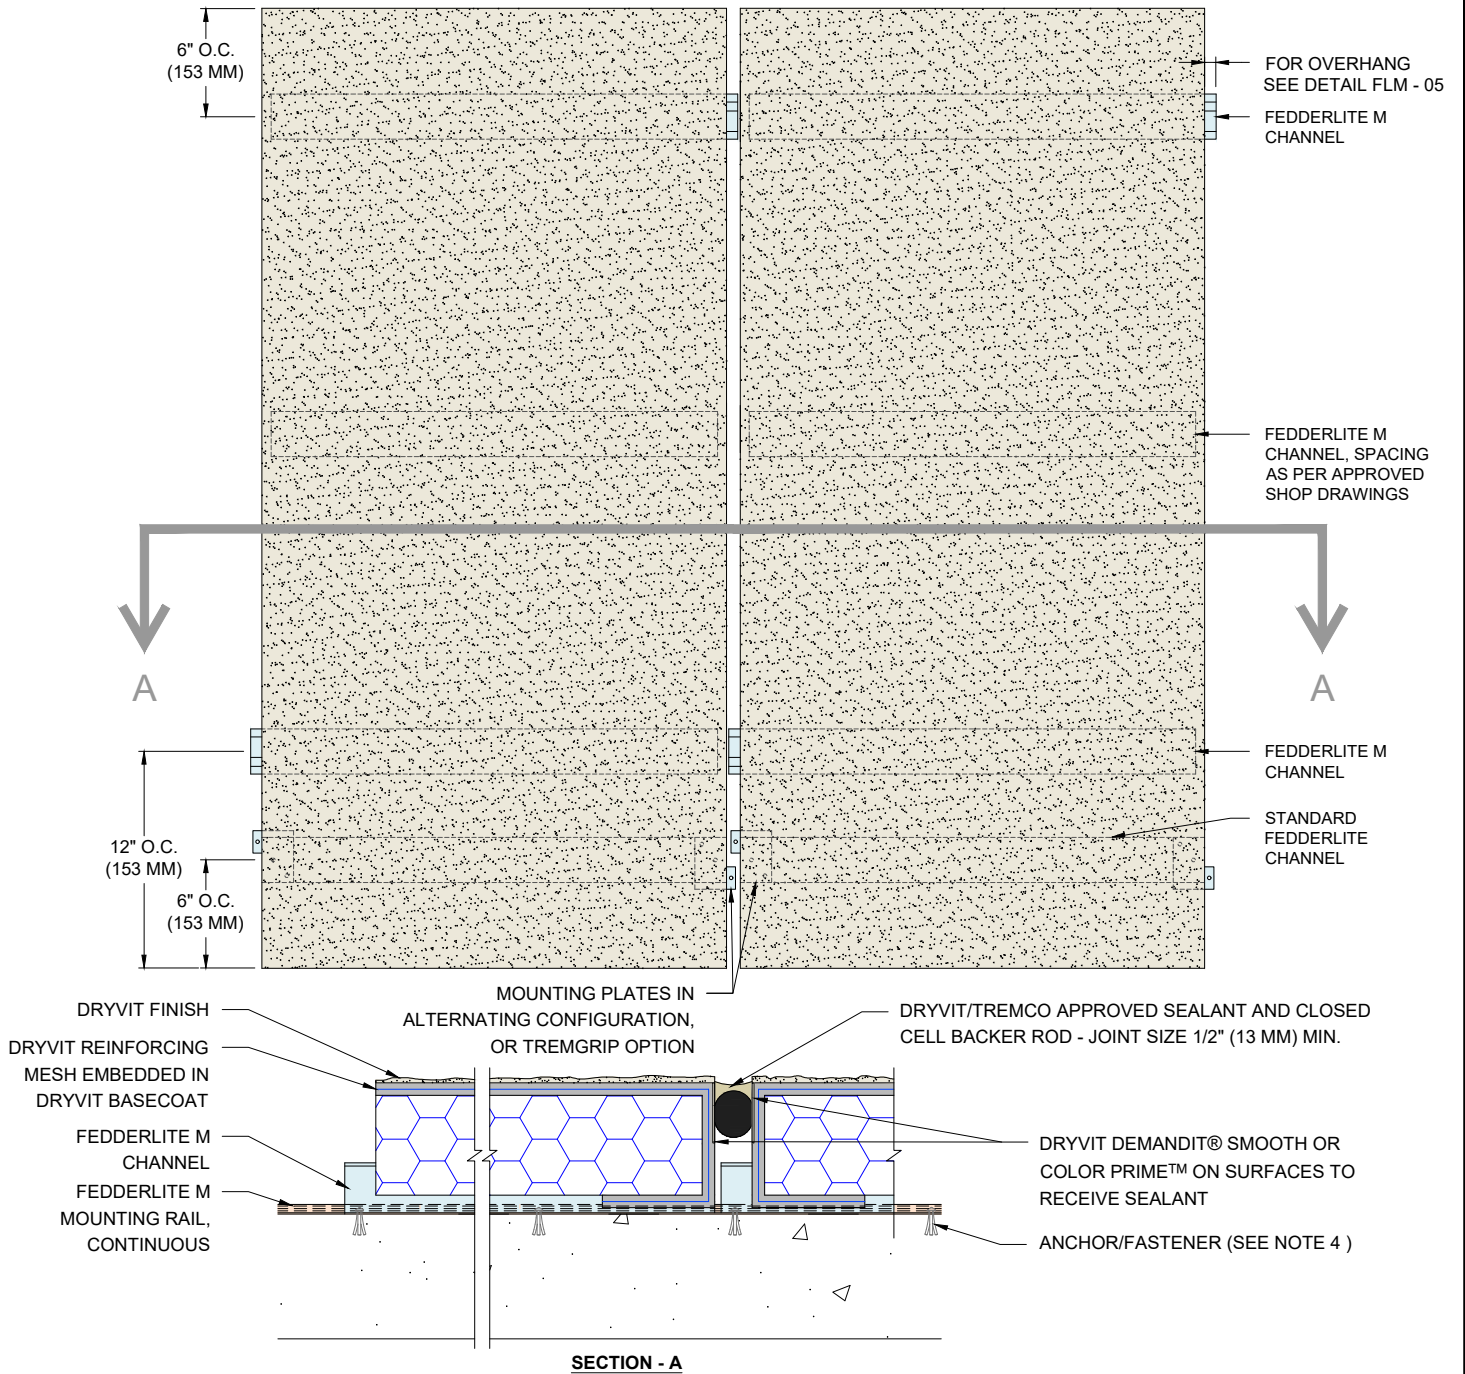 6" O.C.
(153 MM)
FOR OVERHANG
SEE DETAIL FLM - 05
FEDDERLITE M
CHANNEL
FEDDERLITE M
CHANNEL, SPACING
AS PER APPROVED
SHOP DRAWINGS
A
A
FEDDERLITE M
CHANNEL
STANDARD
FEDDERLITE
CHANNEL
12" O.C.
(153 MM)
6" O.C.
(153 MM)
MOUNTING PLATES IN
ALTERNATING CONFIGURATION,
OR TREMGRIP OPTION
DRYVIT FINISH
DRYVIT REINFORCING
MESH EMBEDDED IN
DRYVIT BASECOAT
FEDDERLITE M
CHANNEL
FEDDERLITE M
MOUNTING RAIL,
CONTINUOUS
DRYVIT/TREMCO APPROVED SEALANT AND CLOSED
CELL BACKER ROD - JOINT SIZE 1/2" (13 MM) MIN.
DRYVIT DEMANDIT® SMOOTH OR
COLOR PRIME™ ON SURFACES TO
RECEIVE SEALANT
ANCHOR/FASTENER (SEE NOTE 4 )
SECTION - A